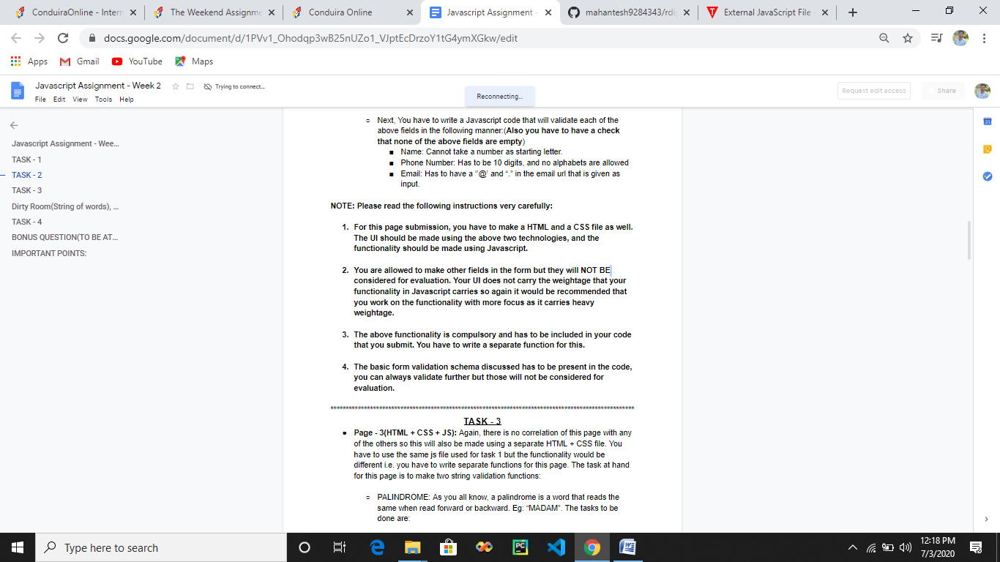 ConduiraOnline - Intern
The Weekend Assignme
Conduira Online
Javascript Assignment -
mahantesh9284343/rdi
External JavaScript File -
docs.google.com/document/d/1PVv1_Ohodqp3wB25nUZo1_VJptEcDrzoY1tG4ymXGkw/edit
Apps
Gmail
YouTube
Maps
Javascript Assignment - Week 2
Trying to connect...
File Edit View Tools Help
Reconnecting...
Request edit access
Share
Javascript Assignment - Wee...
TASK - 1
TASK - 2
TASK - 3
Dirty Room(String of words), ...
TASK - 4
BONUS QUESTION(TO BE AT...
IMPORTANT POINTS:
Next, You have to write a Javascript code that will validate each of the
above fields in the following manner:(Also you have to have a check
that none of the above fields are empty)
Name: Cannot take a number as starting letter.
Phone Number: Has to be 10 digits, and no alphabets are allowed
Email: Has to have a ‘'@’ and “.” in the email url that is given as
input.
NOTE: Please read the following instructions very carefully:
1. For this page submission, you have to make a HTML and a CSS file as well.
The UI should be made using the above two technologies, and the
functionality should be made using Javascript.
2. You are allowed to make other fields in the form but they will NOT BE
considered for evaluation. Your UI does not carry the weightage that your
functionality in Javascript carries so again it would be recommended that
you work on the functionality with more focus as it carries heavy
weightage.
3. The above functionality is compulsory and has to be included in your code
that you submit. You have to write a separate function for this.
4. The basic form validation schema discussed has to be present in the code,
you can always validate further but those will not be considered for
evaluation.
TASK - 3
Page - 3(HTML + CSS + JS): Again, there is no correlation of this page with any
of the others so this will also be made using a separate HTML + CSS file. You
have to use the same js file used for task 1 but the functionality would be
different i.e. you have to write separate functions for this page. The task at hand
for this page is to make two string validation functions:
PALINDROME: As you all know, a palindrome is a word that reads the
same when read forward or backward. Eg: “MADAM”. The tasks to be
done are:
31
Type here to search
PC
12:18 PM
7/3/2020